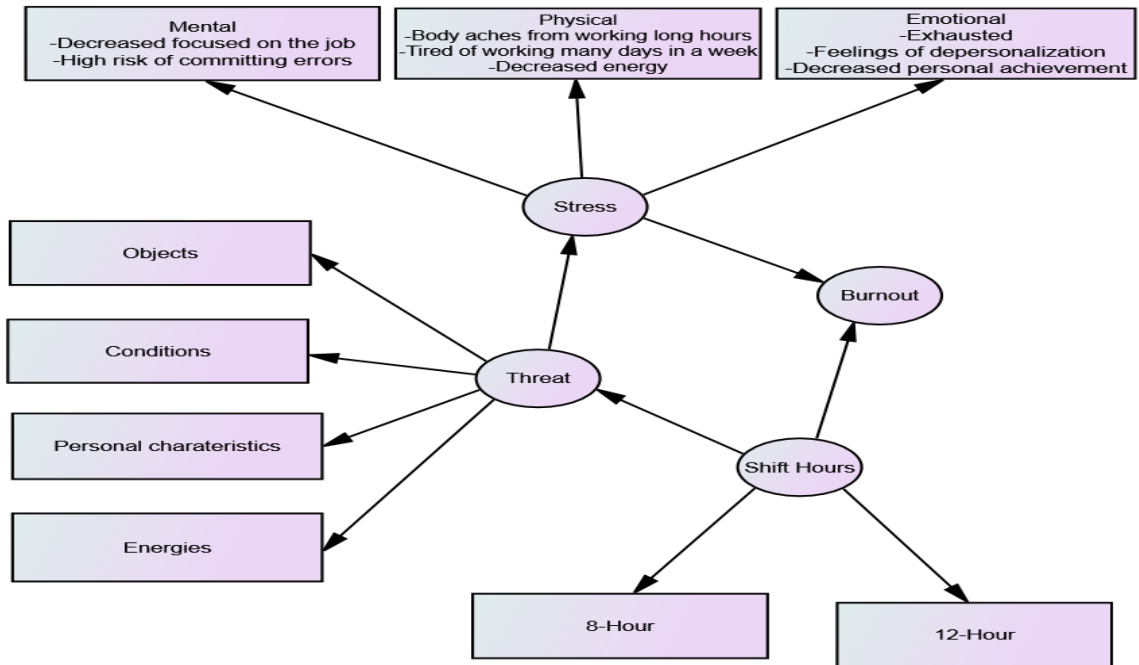 Mental
-Decreased focused on the job
-High risk of committing errors
Physical
-Body aches from working long hours
-Tired of working many days in a week
-Decreased energy
Emotional
-Exhausted
-Feelings of depersonalization
-Decreased personal achievement
Stress
Objects
Burnout
Conditions
Threat
Personal charateristics
Shift Hours
Energies
8-Hour
12-Hour